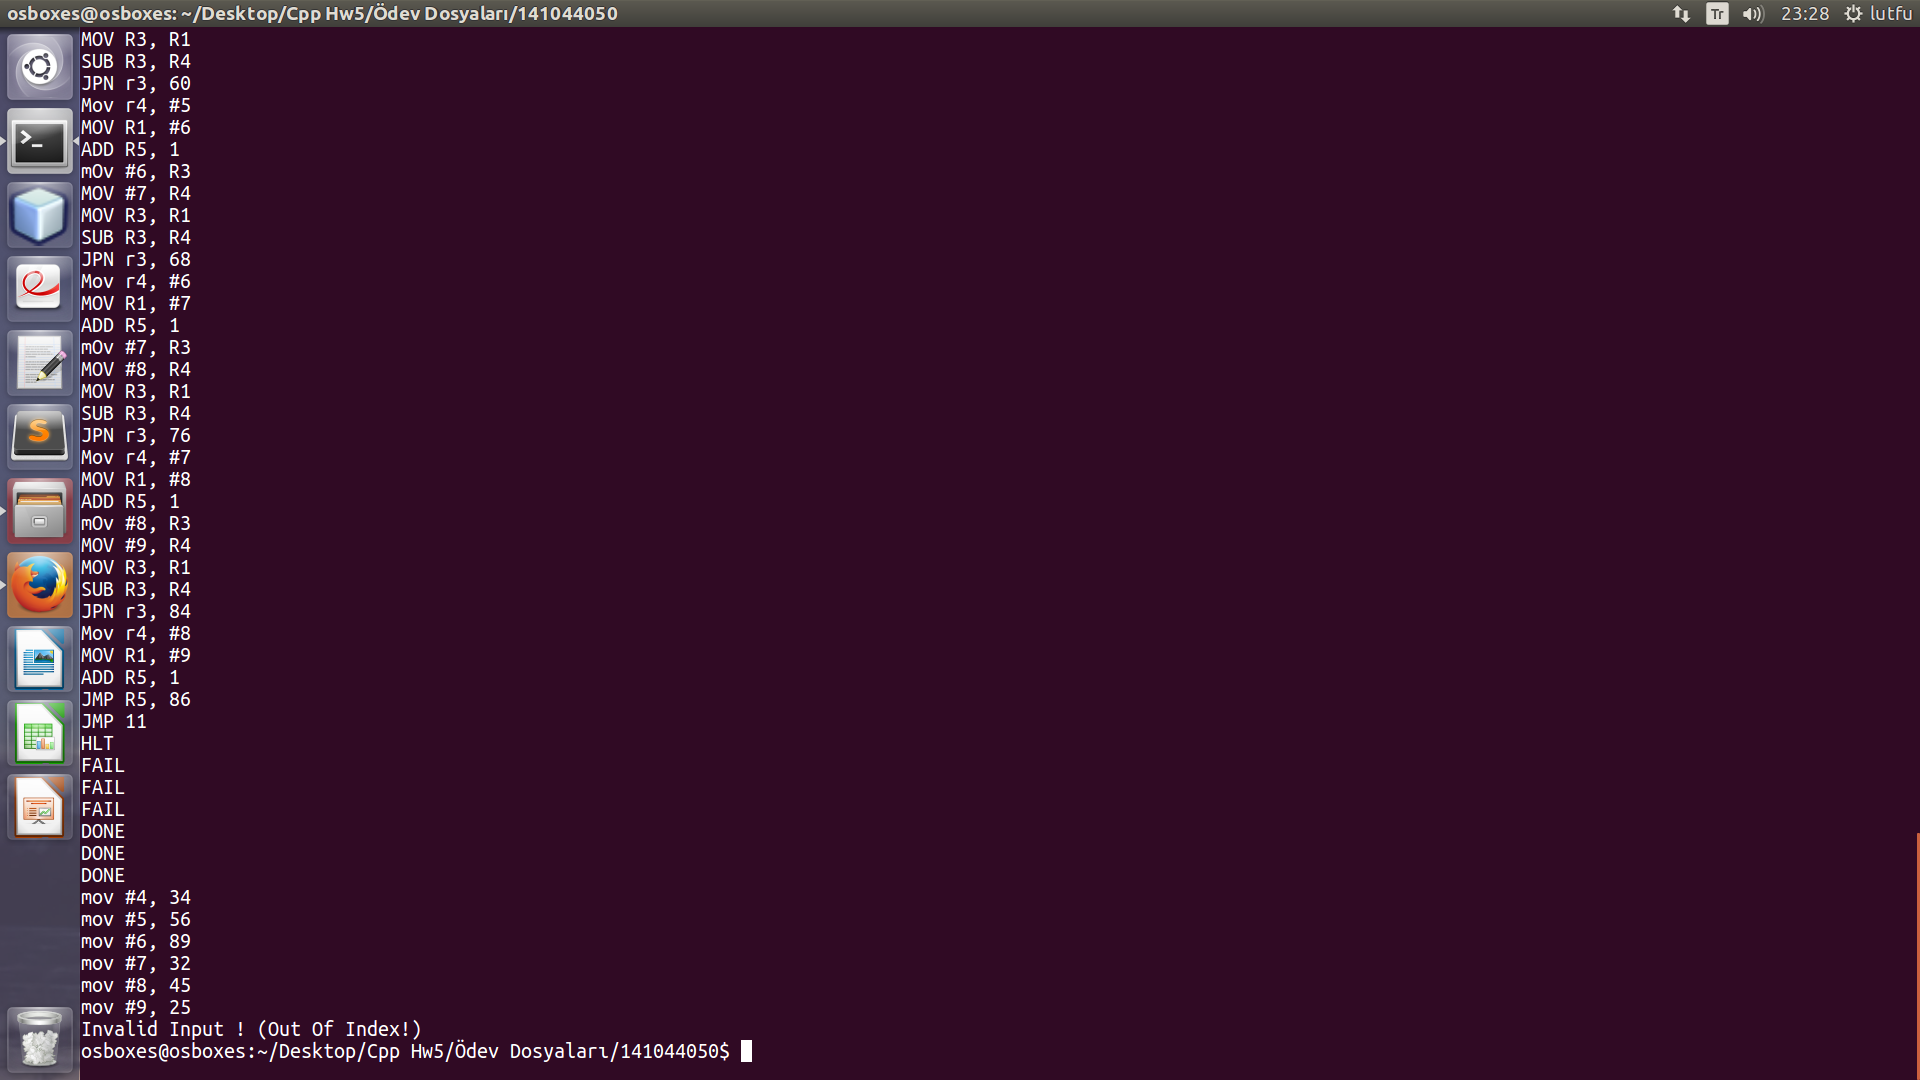 osboxes@osboxes: ~/Desktop/Cpp Hw5/Ödev Dosyaları/141044050
Tr
23:28
lutfu
MOV R3, R1
SUB R3, R4
JPN r3, 60
Mov r4, #5
MOV R1, #6
ADD R5, 1
mOv #6, R3
MOV #7, R4
MOV R3, R1
SUB R3, R4
JPN r3, 68
Mov r4, #6
MOV R1, #7
ADD R5, 1
mOv #7, R3
MOV #8, R4
MOV R3, R1
SUB R3, R4
JPN r3, 76
Mov r4, #7
MOV R1, #8
ADD R5, 1
mOv #8, R3
MOV #9, R4
MOV R3, R1
SUB R3, R4
JPN r3, 84
Mov r4, #8
MOV R1, #9
ADD R5, 1
JMP R5, 86
JMP 11
HLT
FAIL
FAIL
FAIL
DONE
DONE
DONE
mov #4, 34
mov #5, 56
mov #6, 89
mov #7, 32
mov #8, 45
mov #9, 25
Invalid Input ! (Out Of Index!)
osboxes@osboxes:~/Desktop/Cpp Hw5/Ödev Dosyaları/141044050$